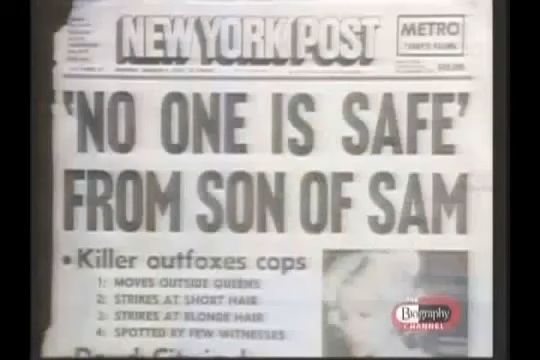 NEW YORK POST
METRO
'NO ONE IS SAFE'
FROM SON OF SAM
• Killer outfoxes cops
1: MOVES OUTSIDE QUEENS
2: STRIKES AT SHORT HAIR
3: STRIKES AT BLONDE HAIR
4: SPOTTED BY FEW WITNESSES
THE
Biography
CHANNEL